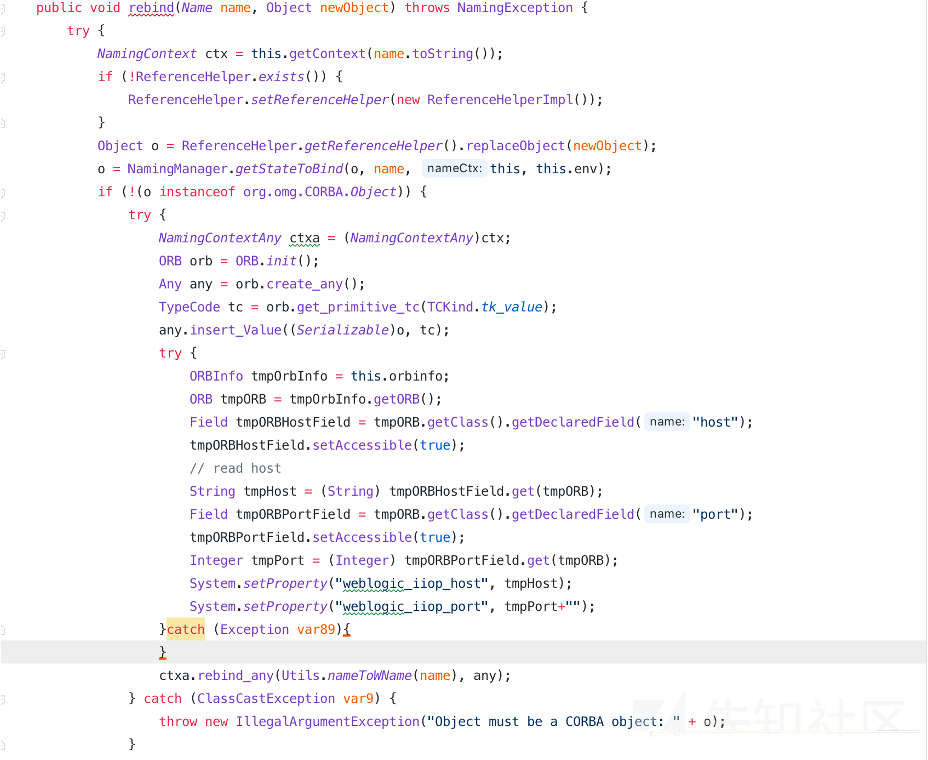 public void rebind(Name name, Object newObject) throws NamingException {
try {
NamingContext ctx = this.getContext(name.toString());
if (!ReferenceHelper.exists()) {
ReferenceHelper.setReferenceHelper(new ReferenceHelperImpl());
}
Object o = ReferenceHelper.getReferenceHelper().replaceObject(newObject);
o = NamingManager.getStateToBind(o, name, nameCtx: this, this.env);
if (!(o instanceof org.omg.CORBA.Object)) {
try {
NamingContextAny ctxa = (NamingContextAny)ctx;
ORB orb = ORB.init();
Any any = orb.create_any();
TypeCode tc = orb.get_primitive_tc(TCKind.tk_value);
any.insert_Value((Serializable)o, tc);
try {
ORBInfo tmpOrbInfo = this.orbinfo;
ORB tmpORB = tmpOrbInfo.getORB();
Field tmpORBHostField = tmpORB.getClass().getDeclaredField( name: "host");
tmpORBHostField.setAccessible(true);
// read host
String tmpHost = (String) tmpORBHostField.get(tmpORB);
Field tmpORBPortField = tmpORB.getClass().getDeclaredField( name: "port");
tmpORBPortField.setAccessible(true);
Integer tmpPort = (Integer) tmpORBPortField.get(tmpORB);
System.setProperty("weblogic_iiop_host", tmpHost);
System.setProperty("weblogic_iiop_port", tmpPort+"");
}catch (Exception var89){
}
ctxa.rebind_any(Utils.nameToWName(name), any);
} catch (ClassCastException var9) {
throw new IllegalArgumentException("Object must be a CORBA object: " + o);
}
先知社区